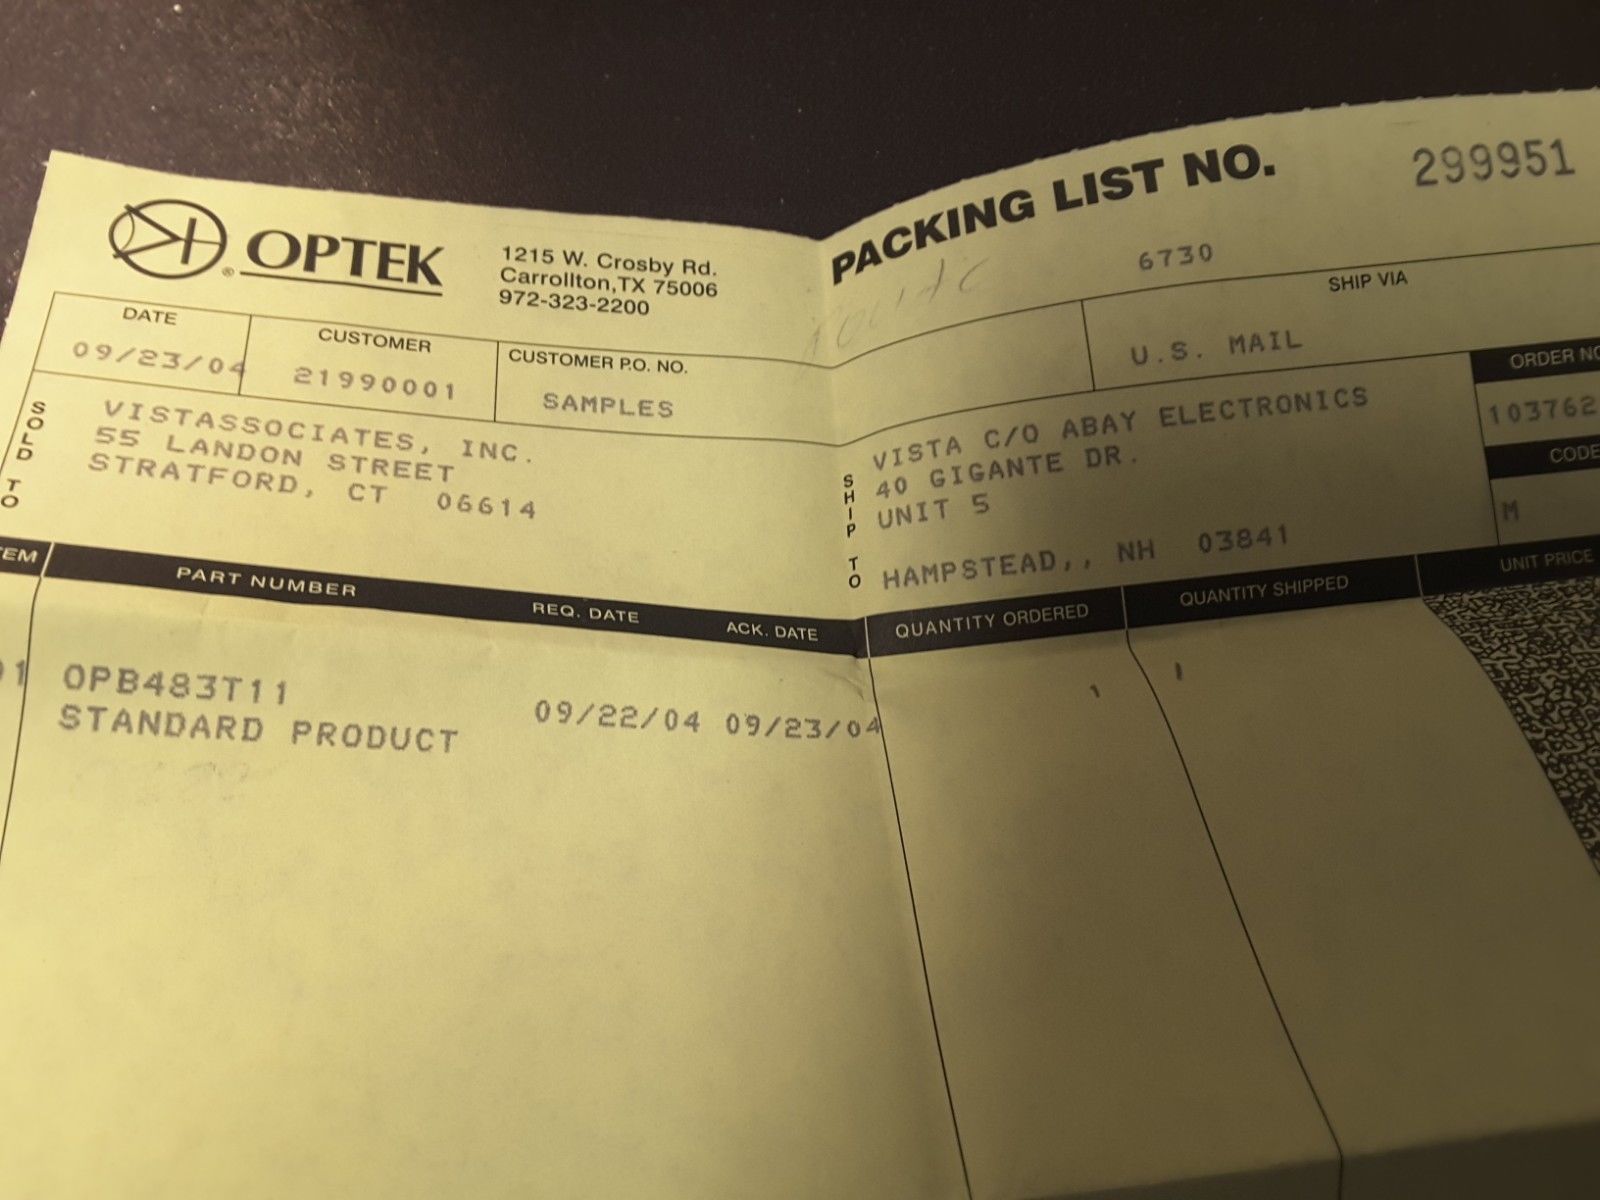 OPTEK
®
1215 W. Crosby Rd.
Carrollton,TX 75006
972-323-2200
PACKING LIST NO.
299951
6730
DATE
09/23/04
CUSTOMER
21990001
CUSTOMER P.O. NO.
SAMPLES
SHIP VIA
U.S. MAIL
SOLD TO
VISTASSOCIATES, INC.
55 LANDON STREET
STRATFORD, CT 06614
SHIP TO
VISTA C/O ABAY ELECTRONICS
40 GIGANTE DR.
UNIT 5
HAMPSTEAD,, NH 03841
ORDER NO
103762
CODE
M
EM
PART NUMBER
REQ. DATE
ACK. DATE
QUANTITY ORDERED
QUANTITY SHIPPED
UNIT PRICE
01
OPB483T11
STANDARD PRODUCT
09/22/04
09/23/04
1
1